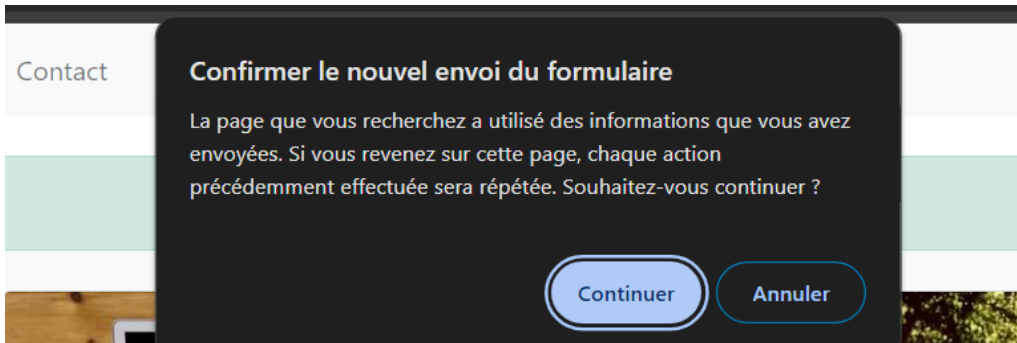 Contact
Confirmer le nouvel envoi du formulaire
La page que vous recherchez a utilisé des informations que vous avez
envoyées. Si vous revenez sur cette page, chaque action
précédemment effectuée sera répétée. Souhaitez-vous continuer ?
Continuer Annuler